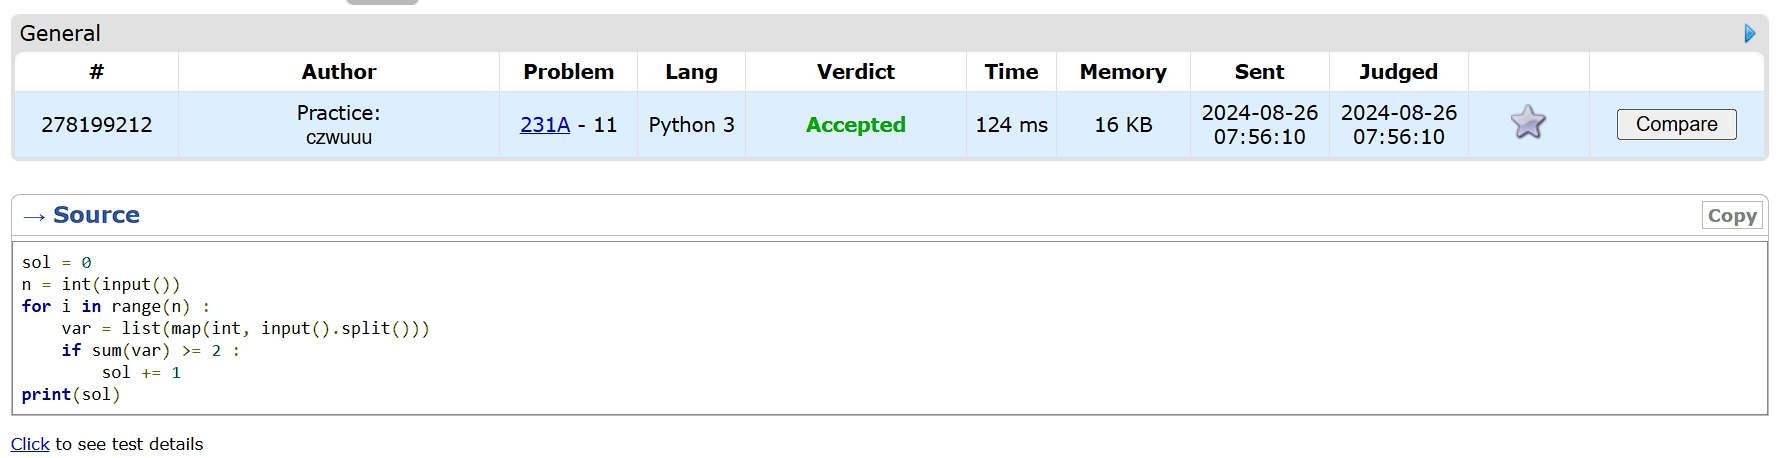 General
# Author Problem Lang Verdict Time Memory Sent Judged
278199212 Practice: czwuuu 231A - 11 Python 3 Accepted 124 ms 16 KB 2024-08-26 07:56:10 2024-08-26 07:56:10 Compare
→ Source Copy
sol = 0
n = int(input())
for i in range(n) :
    var = list(map(int, input().split()))
    if sum(var) >= 2 :
        sol += 1
print(sol)
Click to see test details